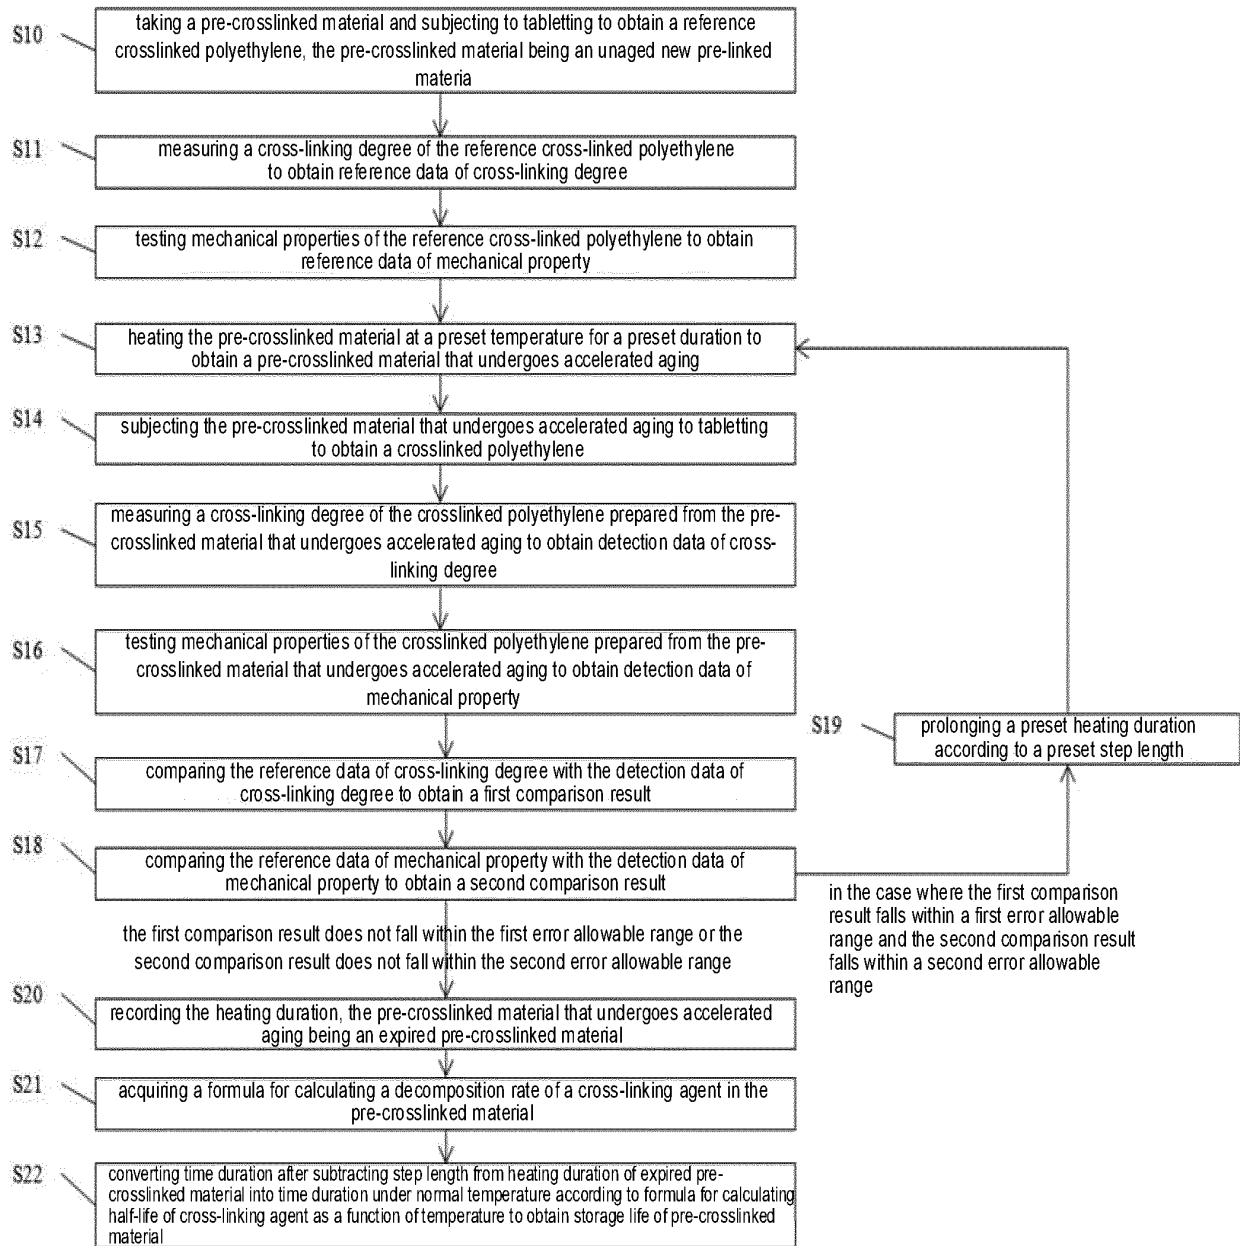 S10
taking a pre-crosslinked material and subjecting to tabletting to obtain a reference
crosslinked polyethylene, the pre-crosslinked material being an unaged new pre-linked
materia
S11
measuring a cross-linking degree of the reference cross-linked polyethylene
to obtain reference data of cross-linking degree
S12
testing mechanical properties of the reference cross-linked polyethylene to obtain
reference data of mechanical property
S13
heating the pre-crosslinked material at a preset temperature for a preset duration to
obtain a pre-crosslinked material that undergoes accelerated aging
S14
subjecting the pre-crosslinked material that undergoes accelerated aging to tabletting
to obtain a crosslinked polyethylene
S15
measuring a cross-linking degree of the crosslinked polyethylene prepared from the pre-
crosslinked material that undergoes accelerated aging to obtain detection data of cross-
linking degree
S16
testing mechanical properties of the crosslinked polyethylene prepared from the pre-
crosslinked material that undergoes accelerated aging to obtain detection data of
mechanical property
S19
prolonging a preset heating duration
according to a preset step length
S17
comparing the reference data of cross-linking degree with the detection data of
cross-linking degree to obtain a first comparison result
S18
comparing the reference data of mechanical property with the detection data of
mechanical property to obtain a second comparison result
in the case where the first comparison
result falls within a first error allowable
range and the second comparison result
falls within a second error allowable
range
the first comparison result does not fall within the first error allowable range or the
second comparison result does not fall within the second error allowable range
S20
recording the heating duration, the pre-crosslinked material that undergoes accelerated
aging being an expired pre-crosslinked material
S21
acquiring a formula for calculating a decomposition rate of a cross-linking agent in the
pre-crosslinked material
S22
converting time duration after subtracting step length from heating duration of expired pre-
crosslinked material into time duration under normal temperature according to formula for calculating
half-life of cross-linking agent as a function of temperature to obtain storage life of pre-crosslinked
material